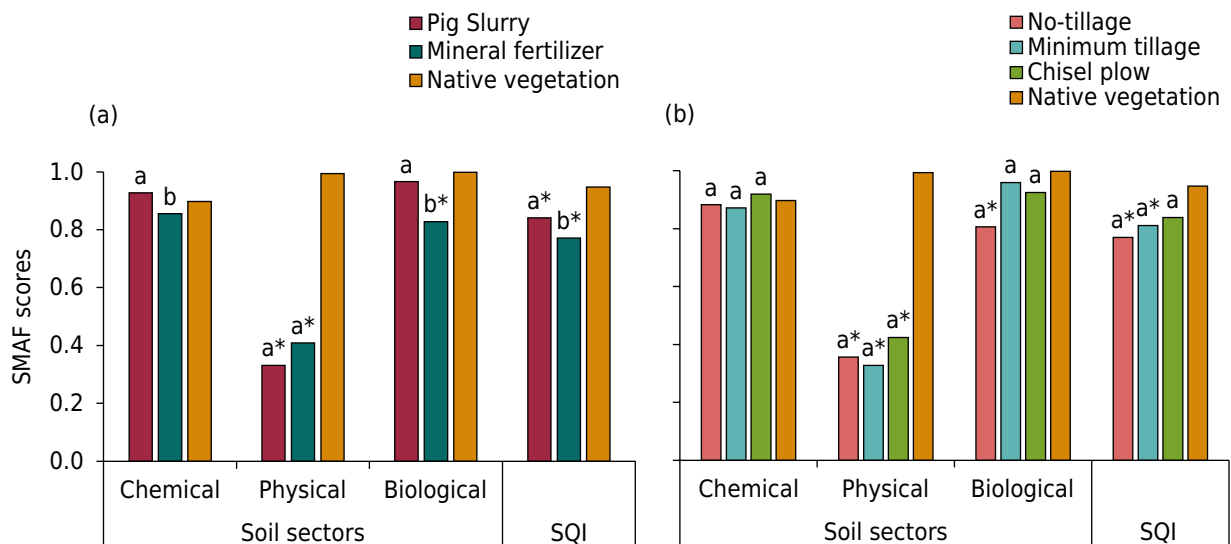 Pig Slurry
Mineral fertilizer
Native vegetation
(a)
SMAF scores
1.0
0.8
0.6
0.4
0.2
0.0
a b
a* a*
a b*
a* b*
Chemical Physical Biological
Soil sectors SQI
No-tillage
Minimum tillage
Chisel plow
Native vegetation
(b)
a a a
a* a* a*
a* a a
a* a* a
Chemical Physical Biological
Soil sectors SQI